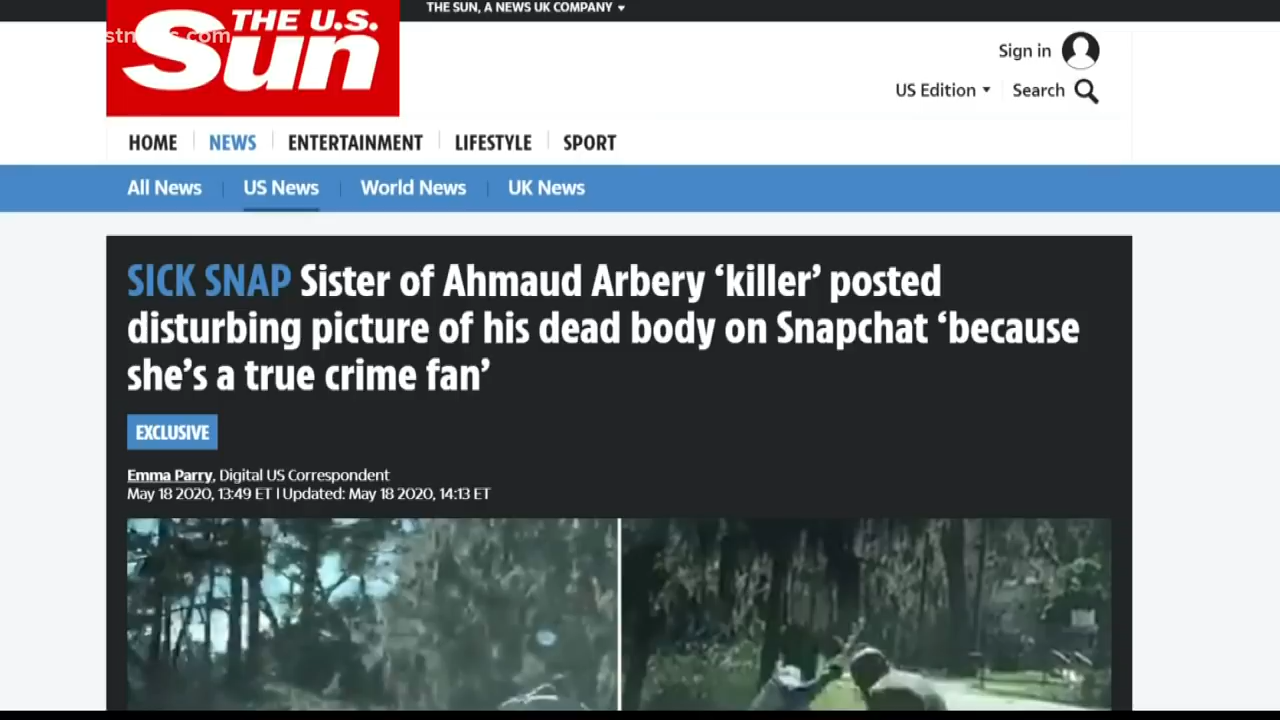 THE SUN, A NEWS UK COMPANY
THE U.S.
Sun
Sign in
US Edition
Search
HOME
NEWS
ENTERTAINMENT
LIFESTYLE
SPORT
All News
US News
World News
UK News
SICK SNAP Sister of Ahmaud Arbery ‘killer’ posted
disturbing picture of his dead body on Snapchat ‘because
she’s a true crime fan’
EXCLUSIVE
Emma Parry, Digital US Correspondent
May 18 2020, 13:49 ET | Updated: May 18 2020, 14:13 ET